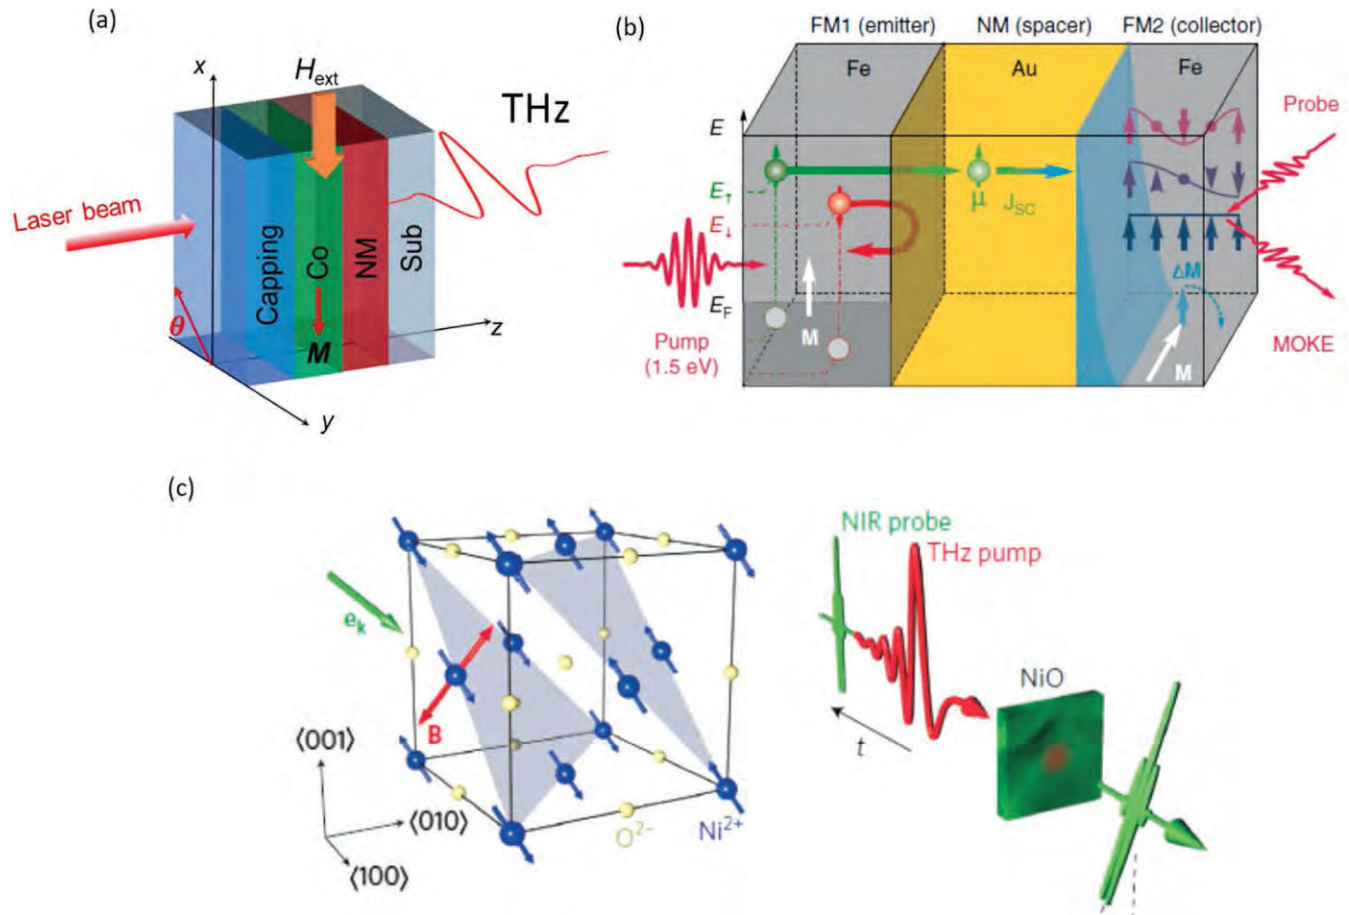 (a)
x
H_ext
THz
Laser beam
Capping
Co
NM
Sub
θ
M
z
y
(b)
FM1 (emitter)
NM (spacer)
FM2 (collector)
Fe
Au
Fe
E
Probe
E↑
μ
J_SC
E↓
ΔM
E_F
M
Pump
(1.5 eV)
M
MOKE
(c)
NIR probe
THz pump
e_k
NiO
B
t
⟨001⟩
⟨010⟩
⟨100⟩
O²⁻
Ni²⁺